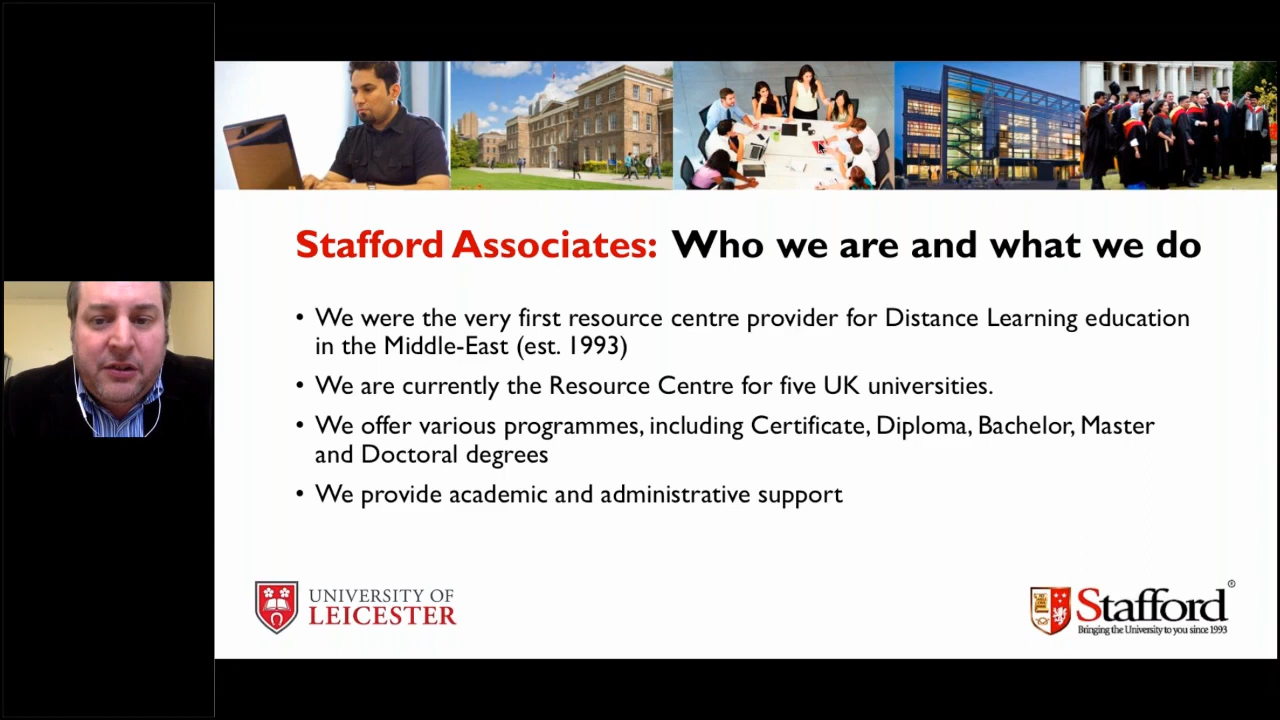 Stafford Associates: Who we are and what we do
• We were the very first resource centre provider for Distance Learning education
in the Middle-East (est. 1993)
• We are currently the Resource Centre for five UK universities.
• We offer various programmes, including Certificate, Diploma, Bachelor, Master
and Doctoral degrees
• We provide academic and administrative support
UNIVERSITY OF
LEICESTER
Stafford®
Bringing the University to you since 1993